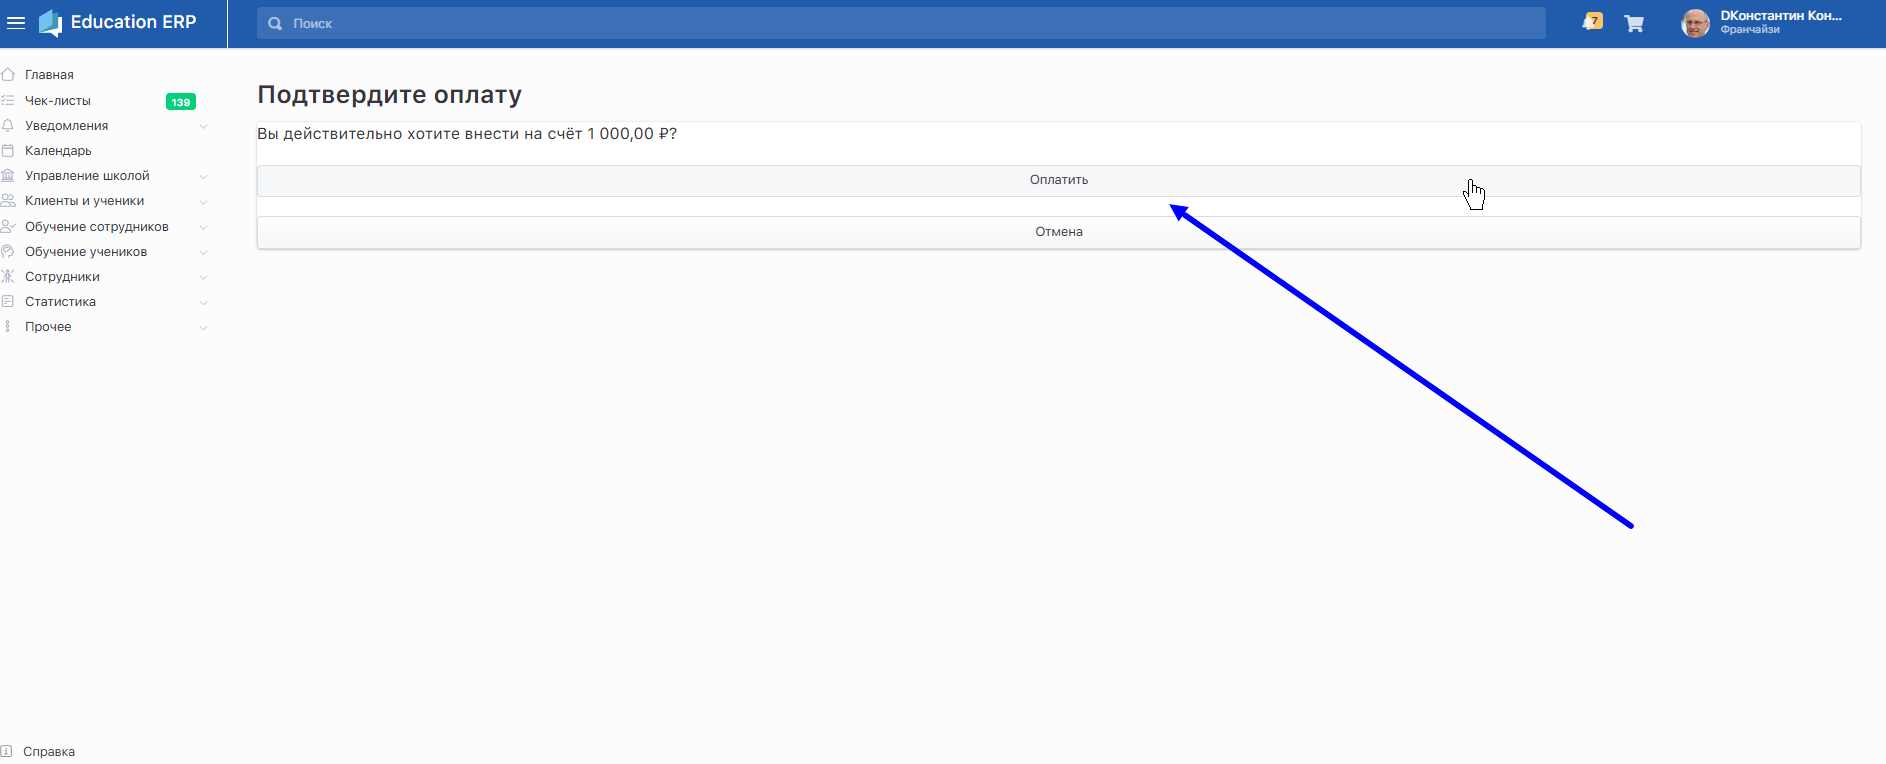 Education ERP
Поиск
7
DКонстантин Кон...
Франчайзи
Главная
Чек-листы 139
Уведомления
Календарь
Управление школой
Клиенты и ученики
Обучение сотрудников
Обучение учеников
Сотрудники
Статистика
Прочее
Справка
Подтвердите оплату
Вы действительно хотите внести на счёт 1 000,00 ₽?
Оплатить
Отмена